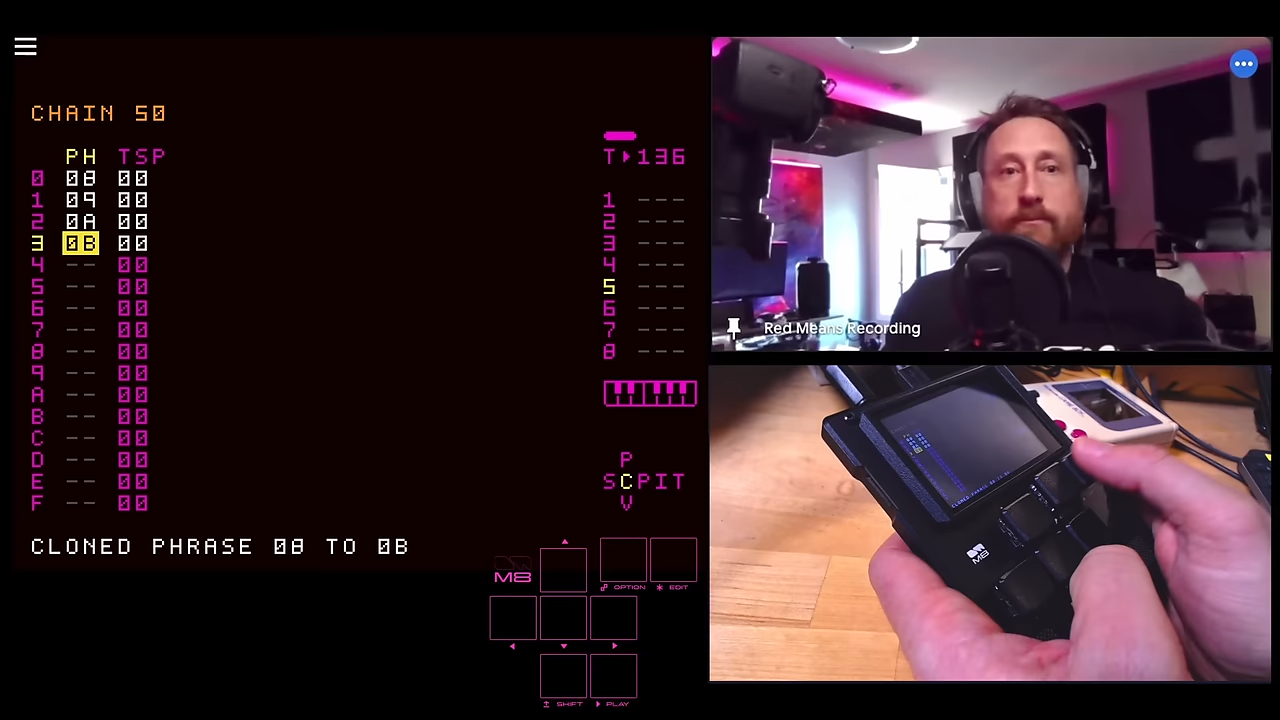 CHAIN 50
PH TSP
0 08 00
1 09 00
2 0A 00
3 0B 00
4 -- 00
5 -- 00
6 -- 00
7 -- 00
8 -- 00
9 -- 00
A -- 00
B -- 00
C -- 00
D -- 00
E -- 00
F -- 00
CLONED PHRASE 08 TO 0B
T 136
1 ---
2 ---
3 ---
4 ---
5 ---
6 ---
7 ---
8 ---
P
SCPIT
V
M8
OPTION
EDIT
SHIFT
PLAY
Red Means Recording
M8